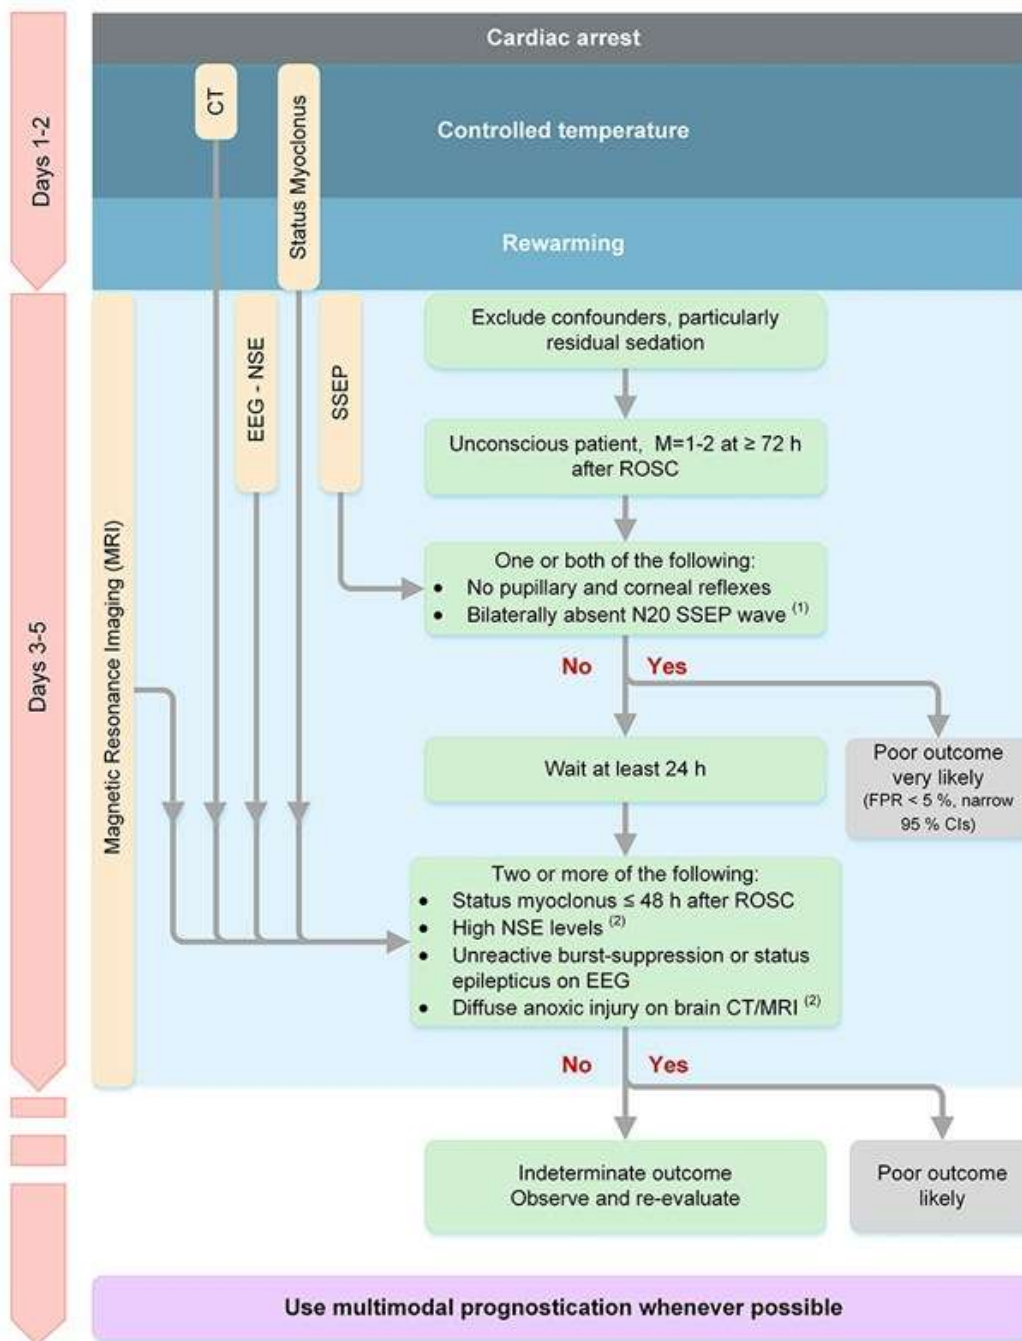 Cardiac arrest
Days 1-2
CT
Status Myoclonus
Controlled temperature
Rewarming
Days 3-5
Magnetic Resonance Imaging (MRI)
EEG - NSE
SSEP
Exclude confounders, particularly
residual sedation
Unconscious patient, M=1-2 at ≥ 72 h
after ROSC
One or both of the following:
• No pupillary and corneal reflexes
• Bilaterally absent N20 SSEP wave (1)
No Yes
Wait at least 24 h
Poor outcome
very likely
(FPR < 5 %, narrow
95 % CIs)
Two or more of the following:
• Status myoclonus ≤ 48 h after ROSC
• High NSE levels (2)
• Unreactive burst-suppression or status
epilepticus on EEG
• Diffuse anoxic injury on brain CT/MRI (2)
No Yes
Indeterminate outcome
Observe and re-evaluate
Poor outcome
likely
Use multimodal prognostication whenever possible